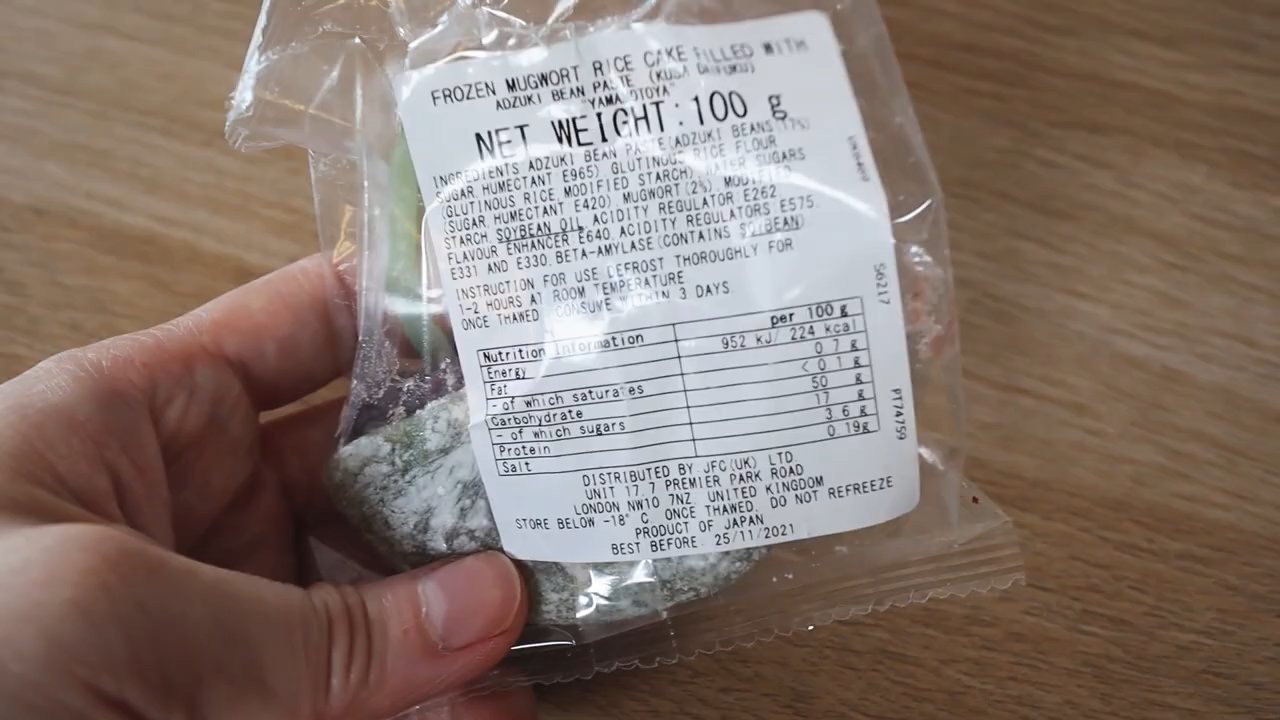 FROZEN MUGWORT RICE CAKE FILLED WITH
ADZUKI BEAN PASTE (KUSA DAIFUKU)
"YAMATOTOYA"
NET WEIGHT:100 g
INGREDIENTS ADZUKI BEAN PASTE(ADZUKI BEANS(17%)
SUGAR, HUMECTANT E965), GLUTINOUS RICE FLOUR
(GLUTINOUS RICE, MODIFIED STARCH), WATER, SUGARS
(SUGAR, HUMECTANT E420), MUGWORT(2%), MODIFIED
STARCH, SOYBEAN OIL, ACIDITY REGULATOR E262,
FLAVOUR ENHANCER E640, ACIDITY REGULATORS E575,
E331 AND E330, BETA-AMYLASE(CONTAINS SOYBEAN)
INSTRUCTION FOR USE DEFROST THOROUGHLY FOR
1-2 HOURS AT ROOM TEMPERATURE
ONCE THAWED, CONSUME WITHIN 3 DAYS.
Nutrition Information per 100 g
Energy 952 kJ/ 224 kcal
Fat 0.7 g
- of which saturates <0.1 g
Carbohydrate 50 g
- of which sugars 17 g
Protein 3.6 g
Salt 0.19g
DISTRIBUTED BY JFC(UK) LTD.
UNIT 17.7 PREMIER PARK ROAD
LONDON NW10 7NZ, UNITED KINGDOM
STORE BELOW -18° C. ONCE THAWED, DO NOT REFREEZE
PRODUCT OF JAPAN
BEST BEFORE. 25/11/2021
S6217
PT74759